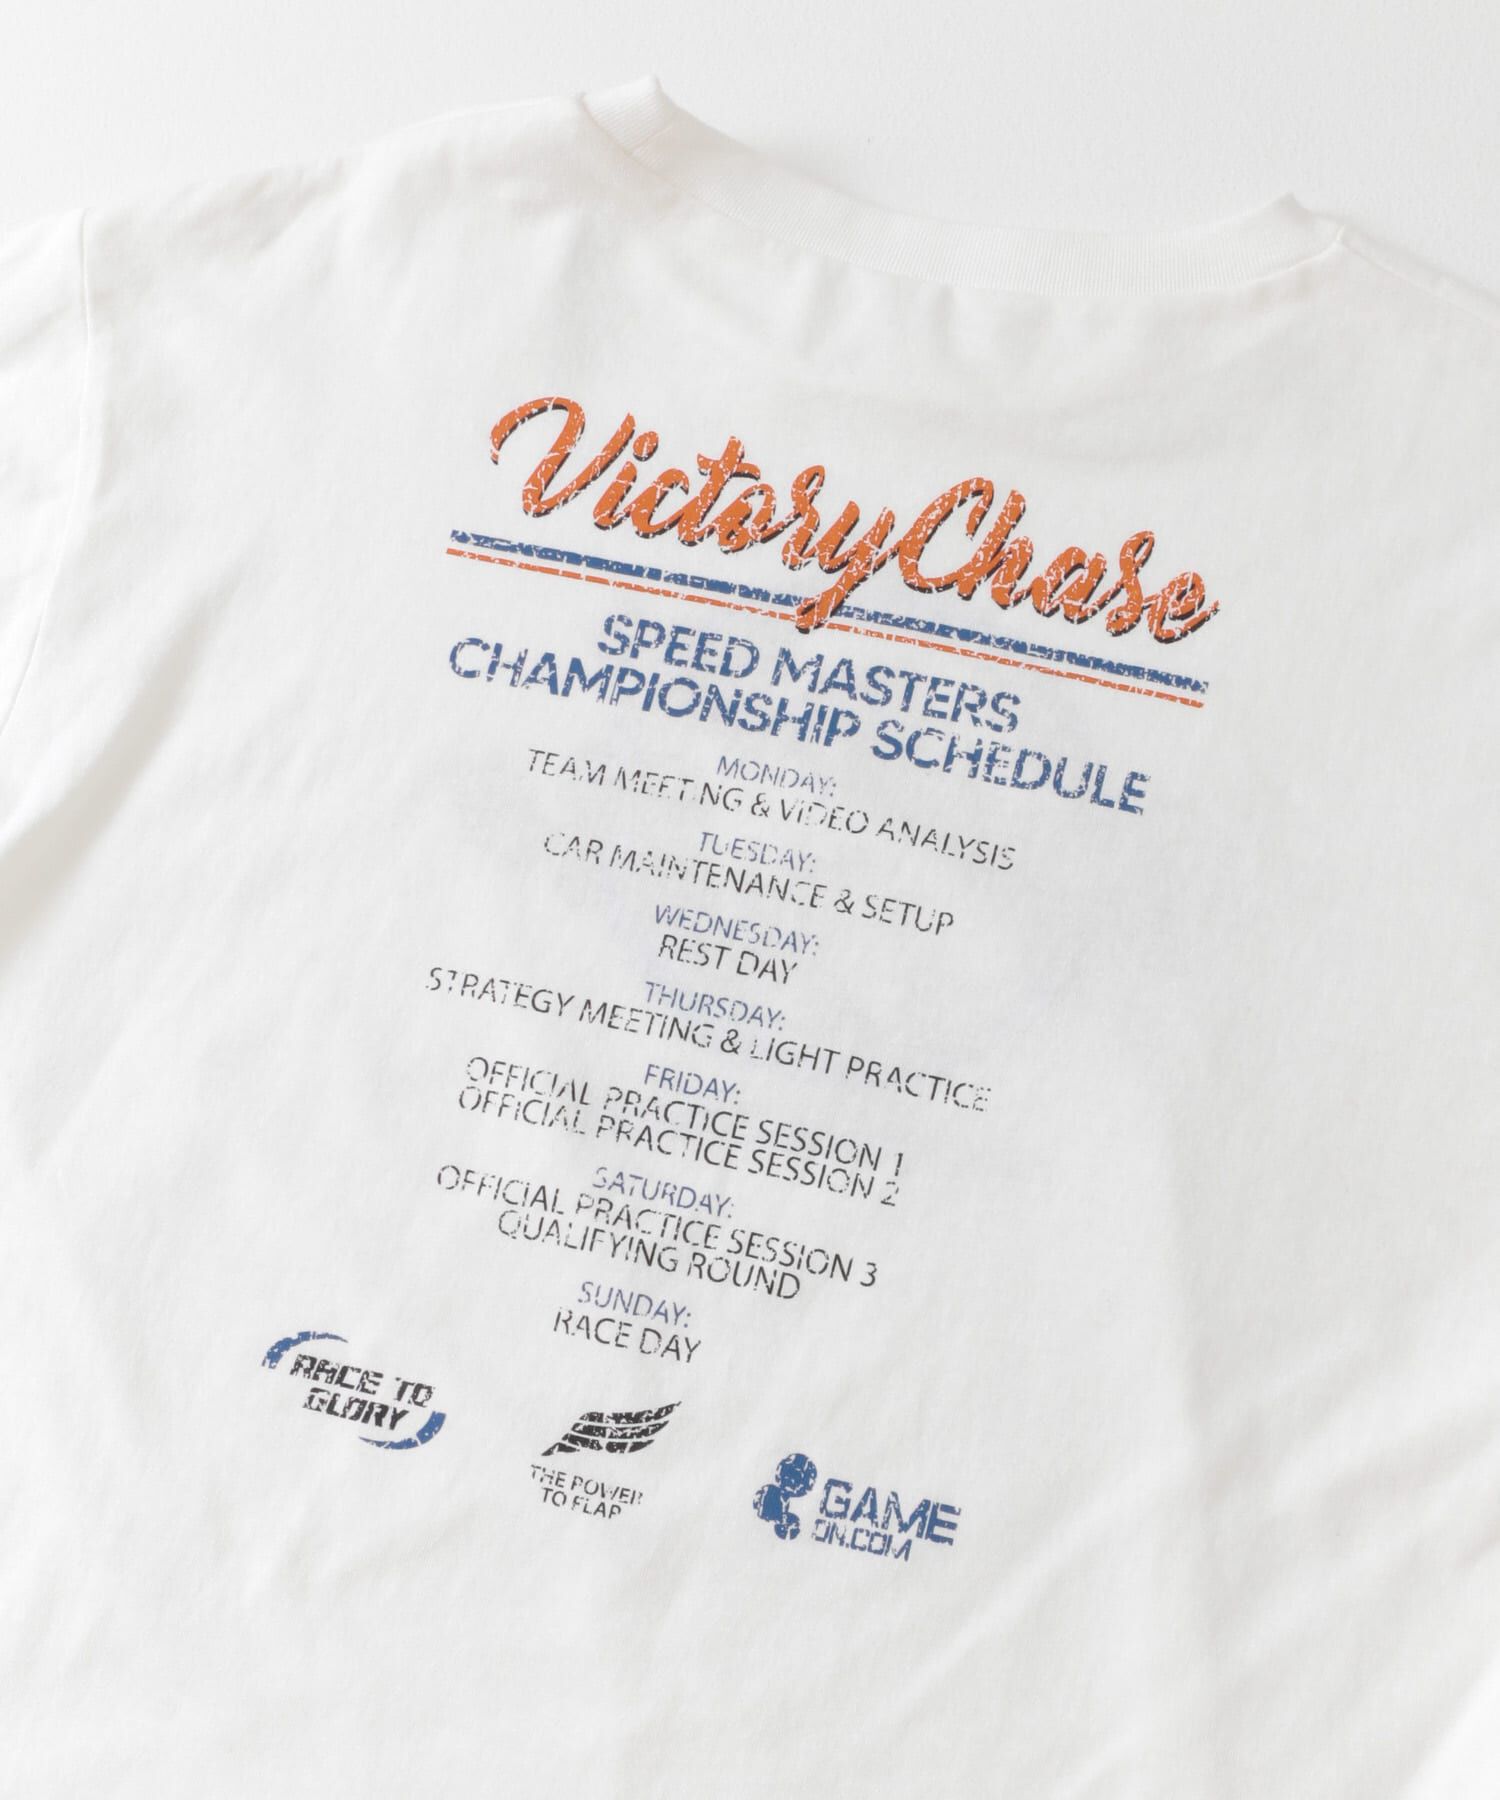 Victory Chase
SPEED MASTERS
CHAMPIONSHIP SCHEDULE
MONDAY:
TEAM MEETING & VIDEO ANALYSIS
TUESDAY:
CAR MAINTENANCE & SETUP
WEDNESDAY:
REST DAY
THURSDAY:
STRATEGY MEETING & LIGHT PRACTICE
FRIDAY:
OFFICIAL PRACTICE SESSION 1
OFFICIAL PRACTICE SESSION 2
SATURDAY:
OFFICIAL PRACTICE SESSION 3
QUALIFYING ROUND
SUNDAY:
RACE DAY
RACE TO
GLORY
THE POWER
TO FLAP
GAME
ON.COM